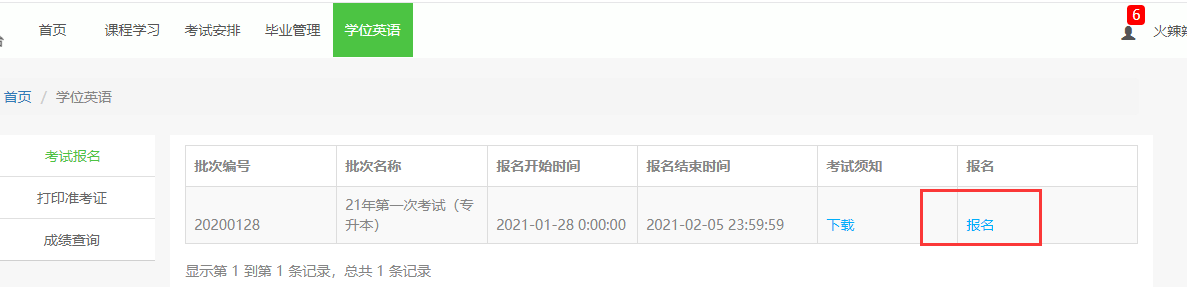 6
首页 课程学习 考试安排 毕业管理 学位英语 火辣
首页 / 学位英语
考试报名
打印准考证
成绩查询
批次编号 批次名称 报名开始时间 报名结束时间 考试须知 报名
20200128 21年第一次考试（专
升本） 2021-01-28 0:00:00 2021-02-05 23:59:59 下载 报名
显示第 1 到第 1 条记录，总共 1 条记录